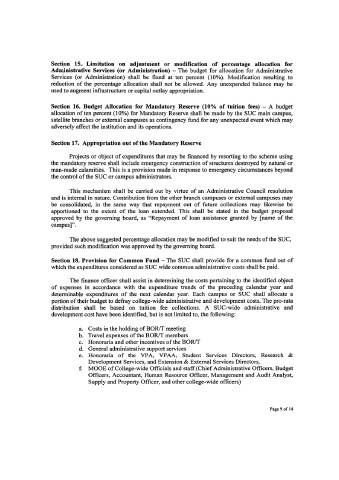 Section 15. Limitation on adjustment or modification of percentage allocation for
Administrative Services (or Administration) – The budget for allocation for Administrative
Services (or Administration) shall be fixed at ten percent (10%). Modification resulting to
reduction of the percentage allocation shall not be allowed. Any unexpended balance may be
used to augment infrastructure or capital outlay appropriation.
Section 16. Budget Allocation for Mandatory Reserve (10% of tuition fees) – A budget
allocation of ten percent (10%) for Mandatory Reserve shall be made by the SUC main campus,
satellite branches or external campuses as contingency fund for any unexpected event which may
adversely affect the institution and its operations.
Section 17. Appropriation out of the Mandatory Reserve
Projects or object of expenditures that may be financed by resorting to the scheme using
the mandatory reserve shall include emergency construction of structures destroyed by natural or
man-made calamities. This is a provision made in response to emergency circumstances beyond
the control of the SUC or campus administrators.
This mechanism shall be carried out by virtue of an Administrative Council resolution
and is internal in nature. Contribution from the other branch campuses or external campuses may
be consolidated, in the same way that repayment out of future collections may likewise be
apportioned to the extent of the loan extended. This shall be stated in the budget proposal
approved by the governing board, as "Repayment of loan assistance granted by [name of the
campus]".
The above suggested percentage allocation may be modified to suit the needs of the SUC,
provided such modification was approved by the governing board.
Section 18. Provision for Common Fund – The SUC shall provide for a common fund out of
which the expenditures considered as SUC wide common administrative costs shall be paid.
The finance officer shall assist in determining the costs pertaining to the identified object
of expenses in accordance with the expenditure trends of the preceding calendar year and
determinable expenditures of the next calendar year. Each campus or SUC shall allocate a
portion of their budget to defray college-wide administrative and development costs. The pro-rata
distribution shall be based on tuition fee collections. A SUC-wide administrative and
development cost have been identified, but is not limited to, the following:
a. Costs in the holding of BOR/T meeting
b. Travel expenses of the BOR/T members
c. Honoraria and other incentives of the BOR/T
d. General administrative support services
e. Honoraria of the VPA, VPAA, Student Services Directors, Research &
Development Services, and Extension & External Services Directors.
f. MOOE of College-wide Officials and staff (Chief Administrative Officers, Budget
Officers, Accountant, Human Resource Officer, Management and Audit Analyst,
Supply and Property Officer, and other college-wide officers)
Page 9 of 14